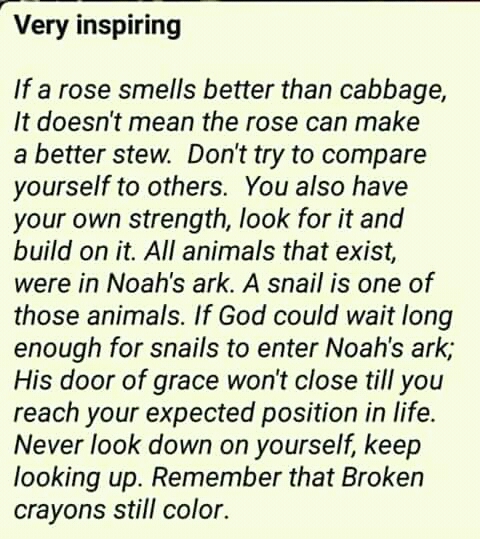 Very inspiring
If a rose smells better than cabbage,
It doesn't mean the rose can make
a better stew.  Don't try to compare
yourself to others.  You also have
your own strength, look for it and
build on it. All animals that exist,
were in Noah's ark. A snail is one of
those animals. If God could wait long
enough for snails to enter Noah's ark;
His door of grace won't close till you
reach your expected position in life.
Never look down on yourself, keep
looking up. Remember that Broken
crayons still color.